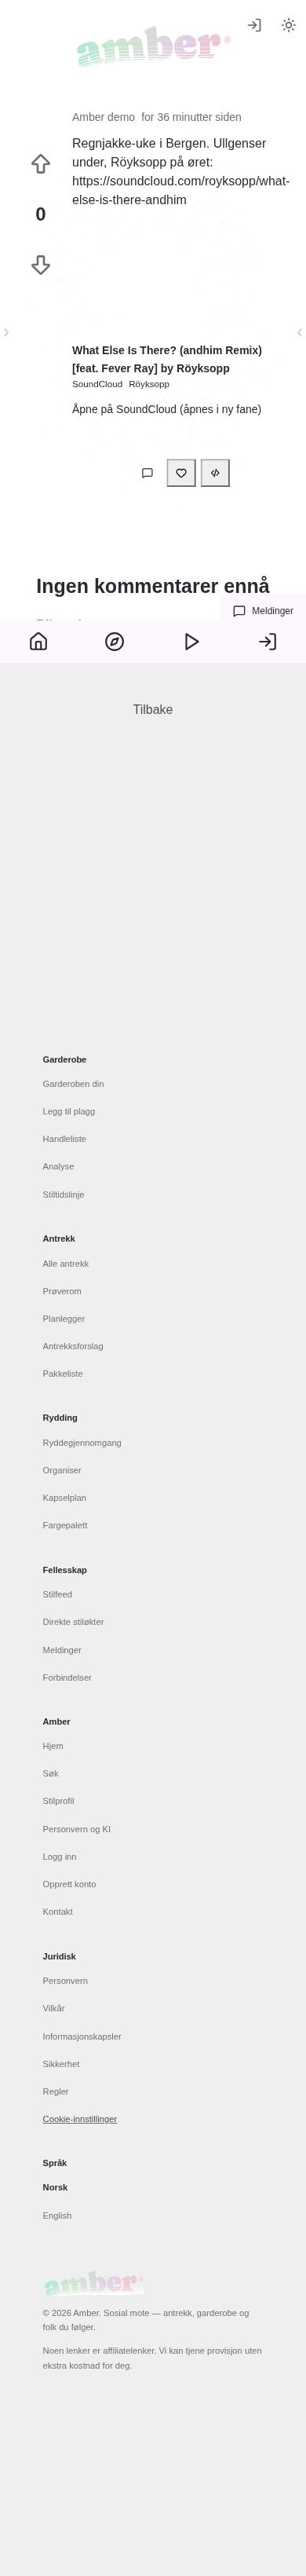 amber
Amber demo for 36 minutter siden
Regnjakke-uke i Bergen. Ullgenser
under, Röyksopp på øret:
https://soundcloud.com/royksopp/what-
else-is-there-andhim
0
What Else Is There? (andhim Remix)
[feat. Fever Ray] by Röyksopp
SoundCloud Röyksopp
Åpne på SoundCloud (åpnes i ny fane)
Ingen kommentarer ennå
Meldinger
Tilbake
Garderobe
Garderoben din
Legg til plagg
Handleliste
Analyse
Stiltidslinje
Antrekk
Alle antrekk
Prøverom
Planlegger
Antrekksforslag
Pakkeliste
Rydding
Ryddegjennomgang
Organiser
Kapselplan
Fargepalett
Fellesskap
Stilfeed
Direkte stiløkter
Meldinger
Forbindelser
Amber
Hjem
Søk
Stilprofil
Personvern og KI
Logg inn
Opprett konto
Kontakt
Juridisk
Personvern
Vilkår
Informasjonskapsler
Sikkerhet
Regler
Cookie-innstillinger
Språk
Norsk
English
amber
© 2026 Amber. Sosial mote — antrekk, garderobe og
folk du følger.
Noen lenker er affiliatelenker. Vi kan tjene provisjon uten
ekstra kostnad for deg.